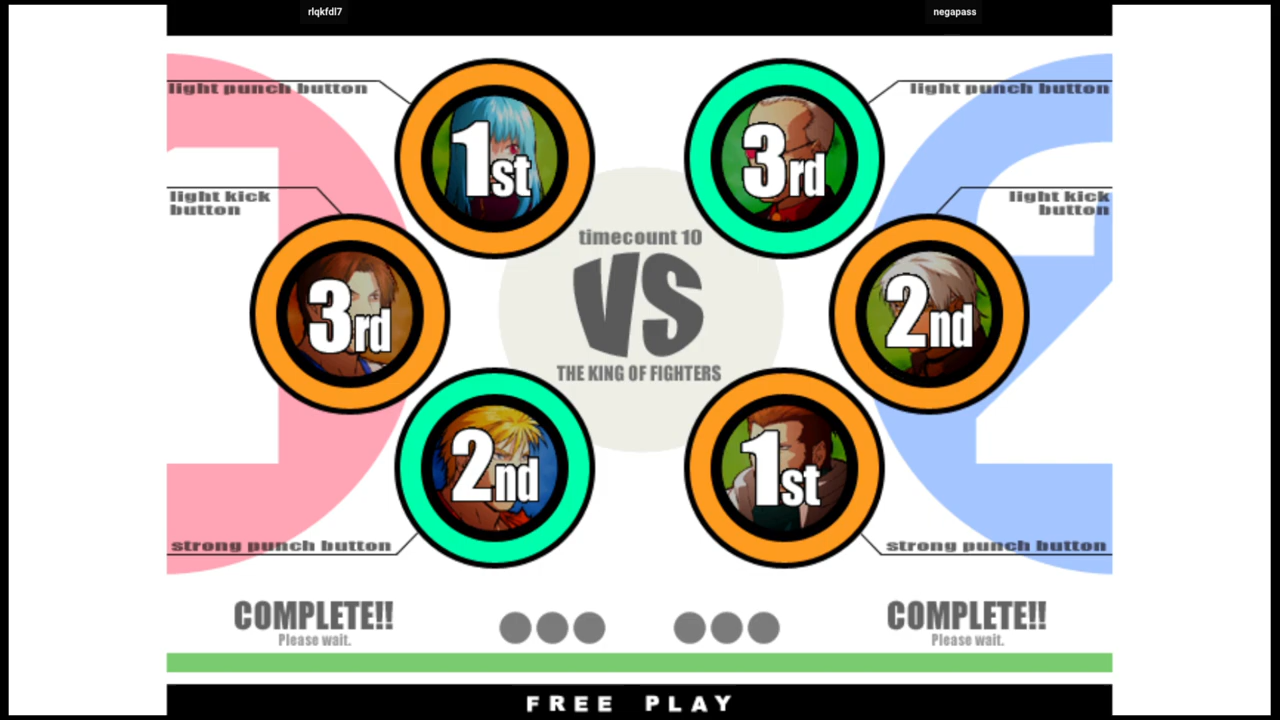 rlqkfdl7
negapass
light punch button
light punch button
1st
3rd
light kick
button
light kick
button
timecount 10
VS
THE KING OF FIGHTERS
3rd
2nd
2nd
1st
strong punch button
strong punch button
COMPLETE!!
Please wait.
COMPLETE!!
Please wait.
FREE PLAY
1
2